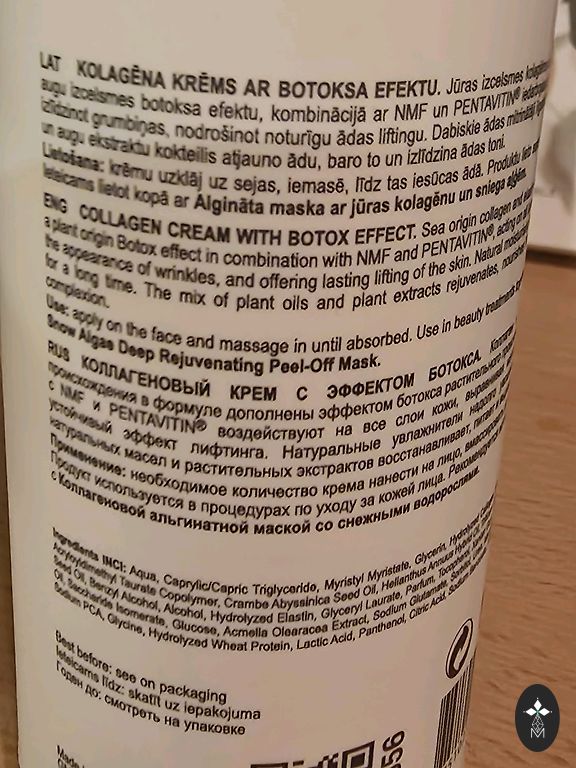 LAT KOLAGĒNA KRĒMS AR BOTOKSA EFEKTU. Jūras izcelsmes
augu izcelsmes botoksa efektu, kombinācijā ar NMF un PENTAVITIN®
izlīdzinot grumbiņas, nodrošinot noturīgu ādas liftingu. Dabiskie ādas mitrinātāji
un augu ekstraktu kokteilis atjauno ādu, baro to un izlīdzina ādas toni.
Lietošana: krēmu uzklāj uz sejas, iemasē, līdz tas iesūcas ādā. Produktu
Ieteicams lietot kopā ar Algināta maska ar jūras kolagēnu un sniega aļģēm.
ENG COLLAGEN CREAM WITH BOTOX EFFECT. Sea origin collagen and
a plant origin Botox effect in combination with NMF and PENTAVITIN®, acting
the appearance of wrinkles, and offering lasting lifting of the skin. Natural
for a long time. The mix of plant oils and plant extracts rejuvenates,
complexion.
Use: apply on the face and massage in until absorbed. Use in beauty treatments
Snow Algae Deep Rejuvenating Peel-Off Mask.
RUS КОЛЛАГЕНОВЫЙ КРЕМ С ЭФФЕКТОМ БОТОКСА.
происхождения в формуле дополнены эффектом ботокса растительного
с NMF и PENTAVITIN® воздействуют на все слои кожи,
устойчивый эффект лифтинга. Натуральные увлажнители надолго
натуральных масел и растительных экстрактов восстанавливает,
Применение: необходимое количество крема нанести на лицо,
Продукт используется в процедурах по уходу за кожей лица.
с Коллагеновой альгинатной маской со снежными водорослями.
Ingredients INCI: Aqua, Caprylic/Capric Triglyceride, Myristyl Myristate, Glycerin, Hydrolyzed
Acryloyldimethyl Taurate Copolymer, Crambe Abyssinica Seed Oil, Helianthus Annuus Hybrid Oil,
Seed Oil, Benzyl Alcohol, Alcohol, Hydrolyzed Elastin, Glyceryl Laurate, Parfum,
Oil, Saccharide Isomerate, Glucose, Acmella Oleracea Extract, Sodium Glutamate,
Sodium PCA, Glycine, Hydrolyzed Wheat Protein, Lactic Acid, Panthenol, Citric Acid,
Best before: see on packaging
Ieteicams līdz: skatīt uz iepakojuma
Годен до: смотреть на упаковке
Made
M